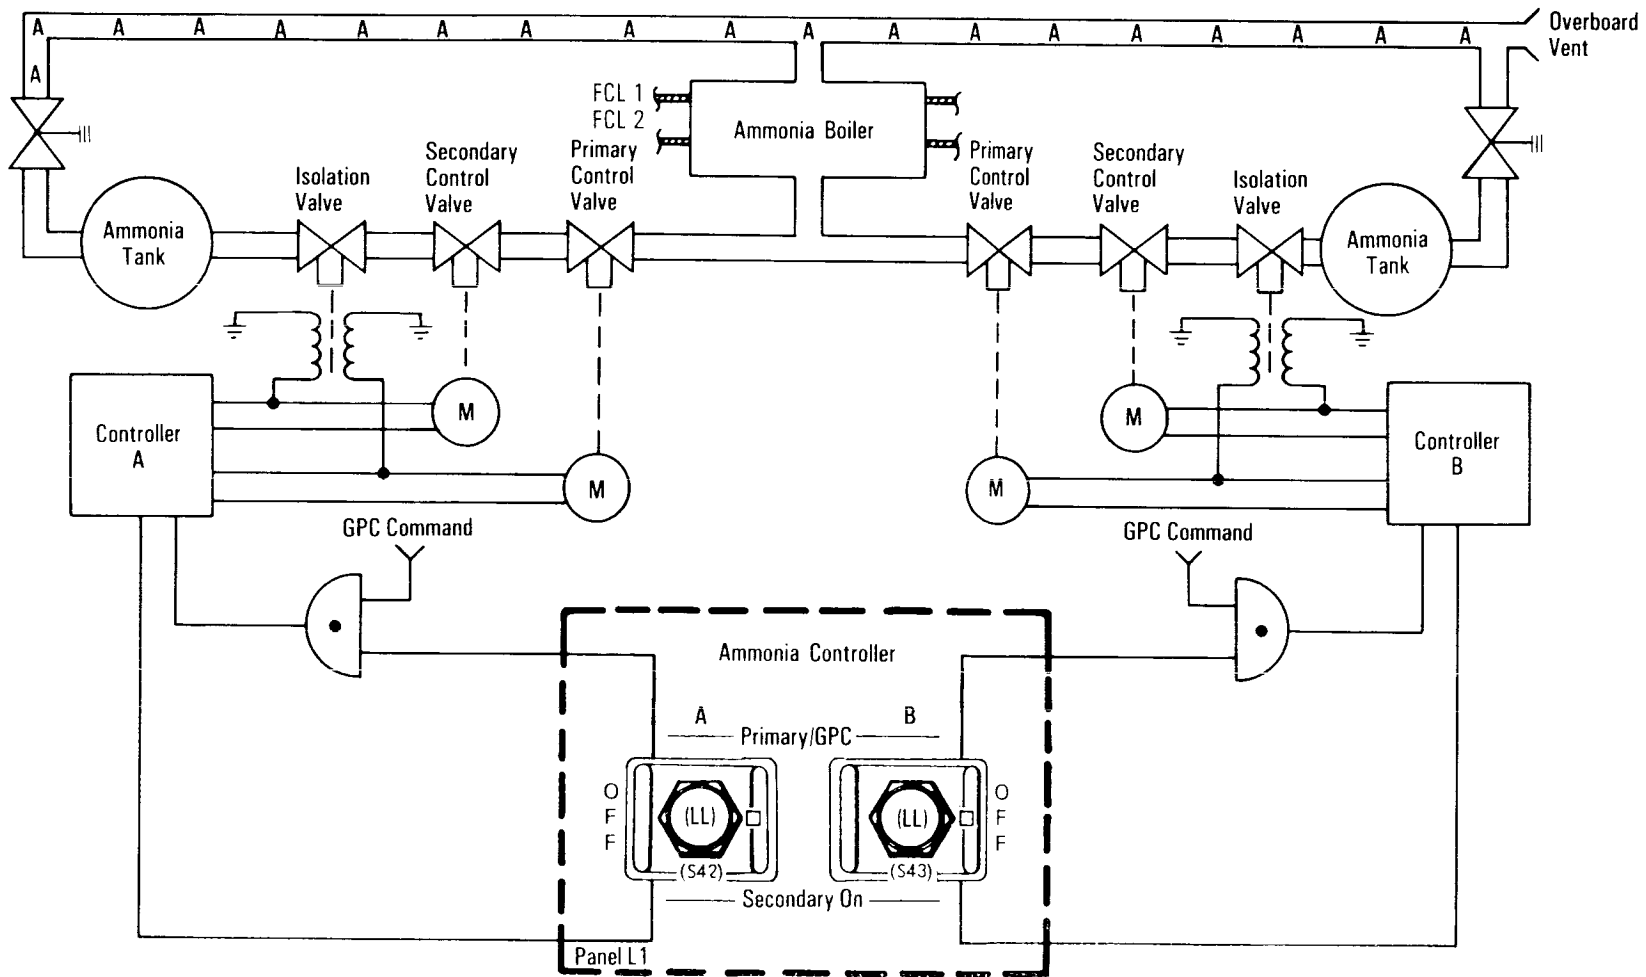 A A A A A A A A A A A A A A A A A A
Overboard
Vent
A
FCL 1
FCL 2
Ammonia Boiler
Isolation
Valve
Secondary
Control
Valve
Primary
Control
Valve
Primary
Control
Valve
Secondary
Control
Valve
Isolation
Valve
Ammonia
Tank
Ammonia
Tank
Controller
A
M
M
M
M
Controller
B
GPC Command
GPC Command
Ammonia Controller
A
B
Primary/GPC
OFF
(LL)
(S42)
(LL)
(S43)
OFF
Secondary On
Panel L1